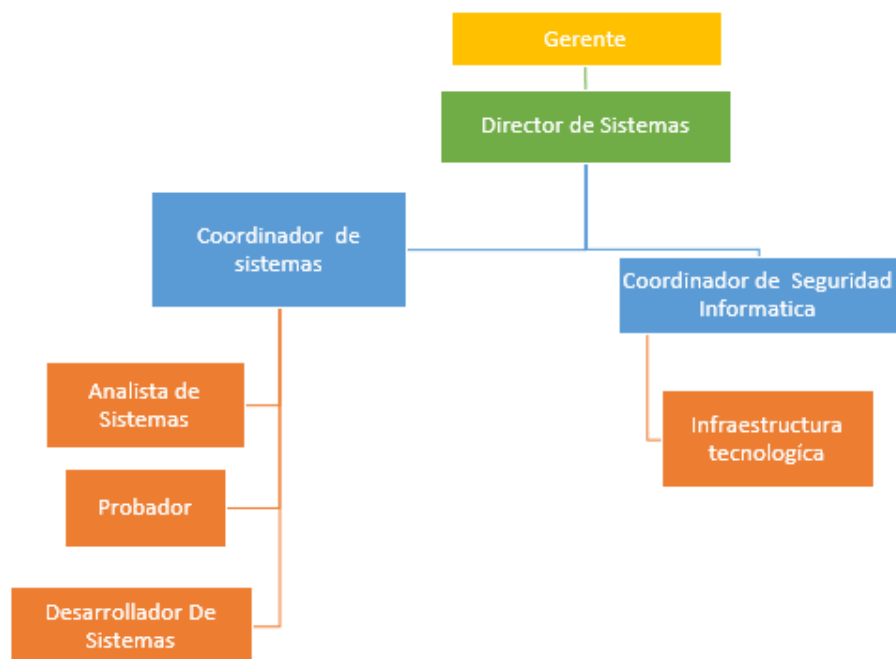 Gerente
Director de Sistemas
Coordinador de
sistemas
Coordinador de Seguridad
Informatica
Analista de
Sistemas
Infraestructura
tecnologíca
Probador
Desarrollador De
Sistemas